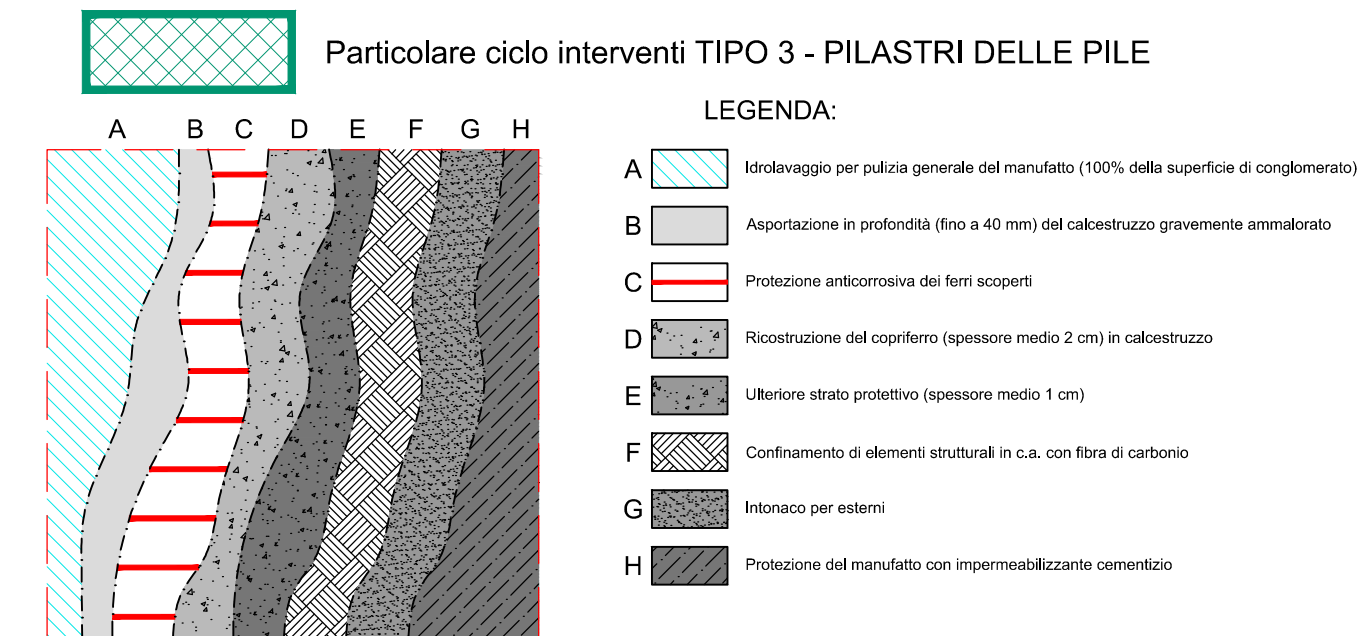 Particolare ciclo interventi TIPO 3 - PILASTRI DELLE PILE
LEGENDA:
A B C D E F G H
A Idrolavaggio per pulizia generale del manufatto (100% della superficie di conglomerato)
B Asportazione in profondità (fino a 40 mm) del calcestruzzo gravemente ammalorato
C Protezione anticorrosiva dei ferri scoperti
D Ricostruzione del copriferro (spessore medio 2 cm) in calcestruzzo
E Ulteriore strato protettivo (spessore medio 1 cm)
F Confinamento di elementi strutturali in c.a. con fibra di carbonio
G Intonaco per esterni
H Protezione del manufatto con impermeabilizzante cementizio